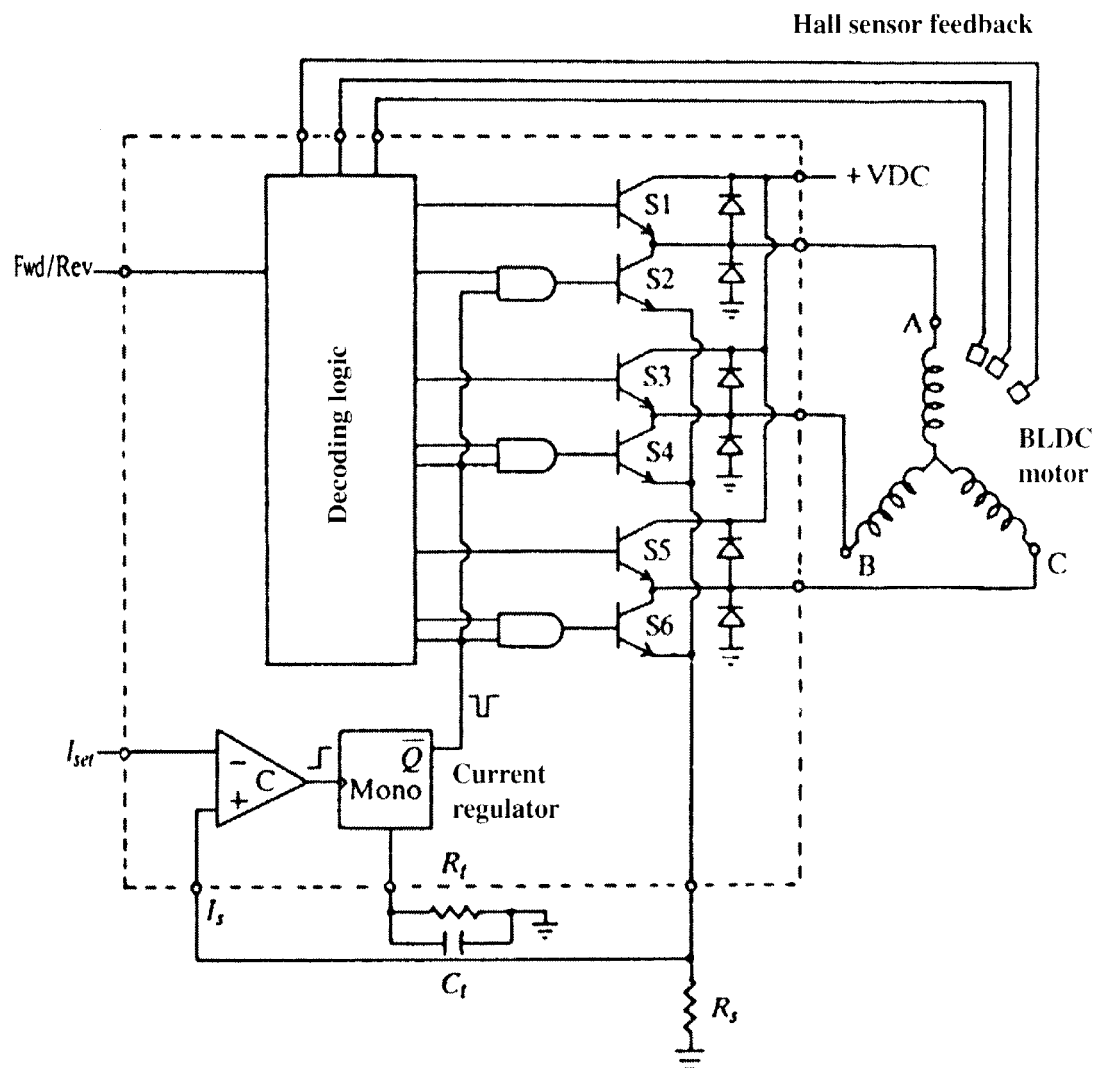 Hall sensor feedback
+ VDC
S1
Fwd/Rev
S2
A
S3
Decoding logic
S4
BLDC
motor
S5
B
C
S6
I_set
−
C
+
Q̅
Mono
Current
regulator
R_t
I_s
C_t
R_s